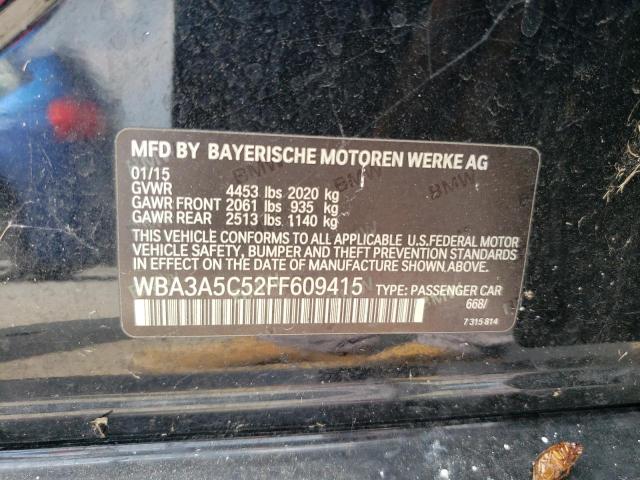 MFD BY BAYERISCHE MOTOREN WERKE AG
01/15
GVWR 4453 lbs 2020 kg
GAWR FRONT 2061 lbs 935 kg
GAWR REAR 2513 lbs 1140 kg
THIS VEHICLE CONFORMS TO ALL APPLICABLE U.S.FEDERAL MOTOR
VEHICLE SAFETY, BUMPER AND THEFT PREVENTION STANDARDS
IN EFFECT ON THE DATE OF MANUFACTURE SHOWN ABOVE.
WBA3A5C52FF609415 TYPE: PASSENGER CAR
668/
7 315 814